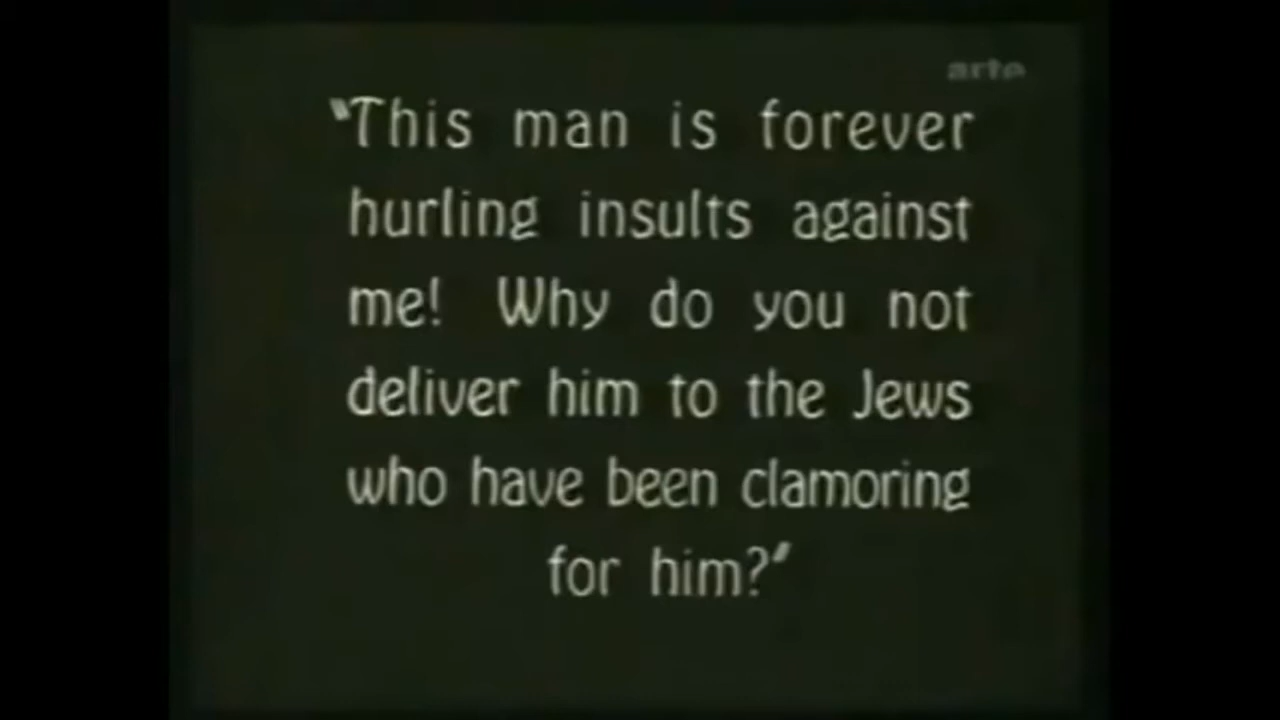 arte
"This man is forever
hurling insults against
me! Why do you not
deliver him to the Jews
who have been clamoring
for him?"